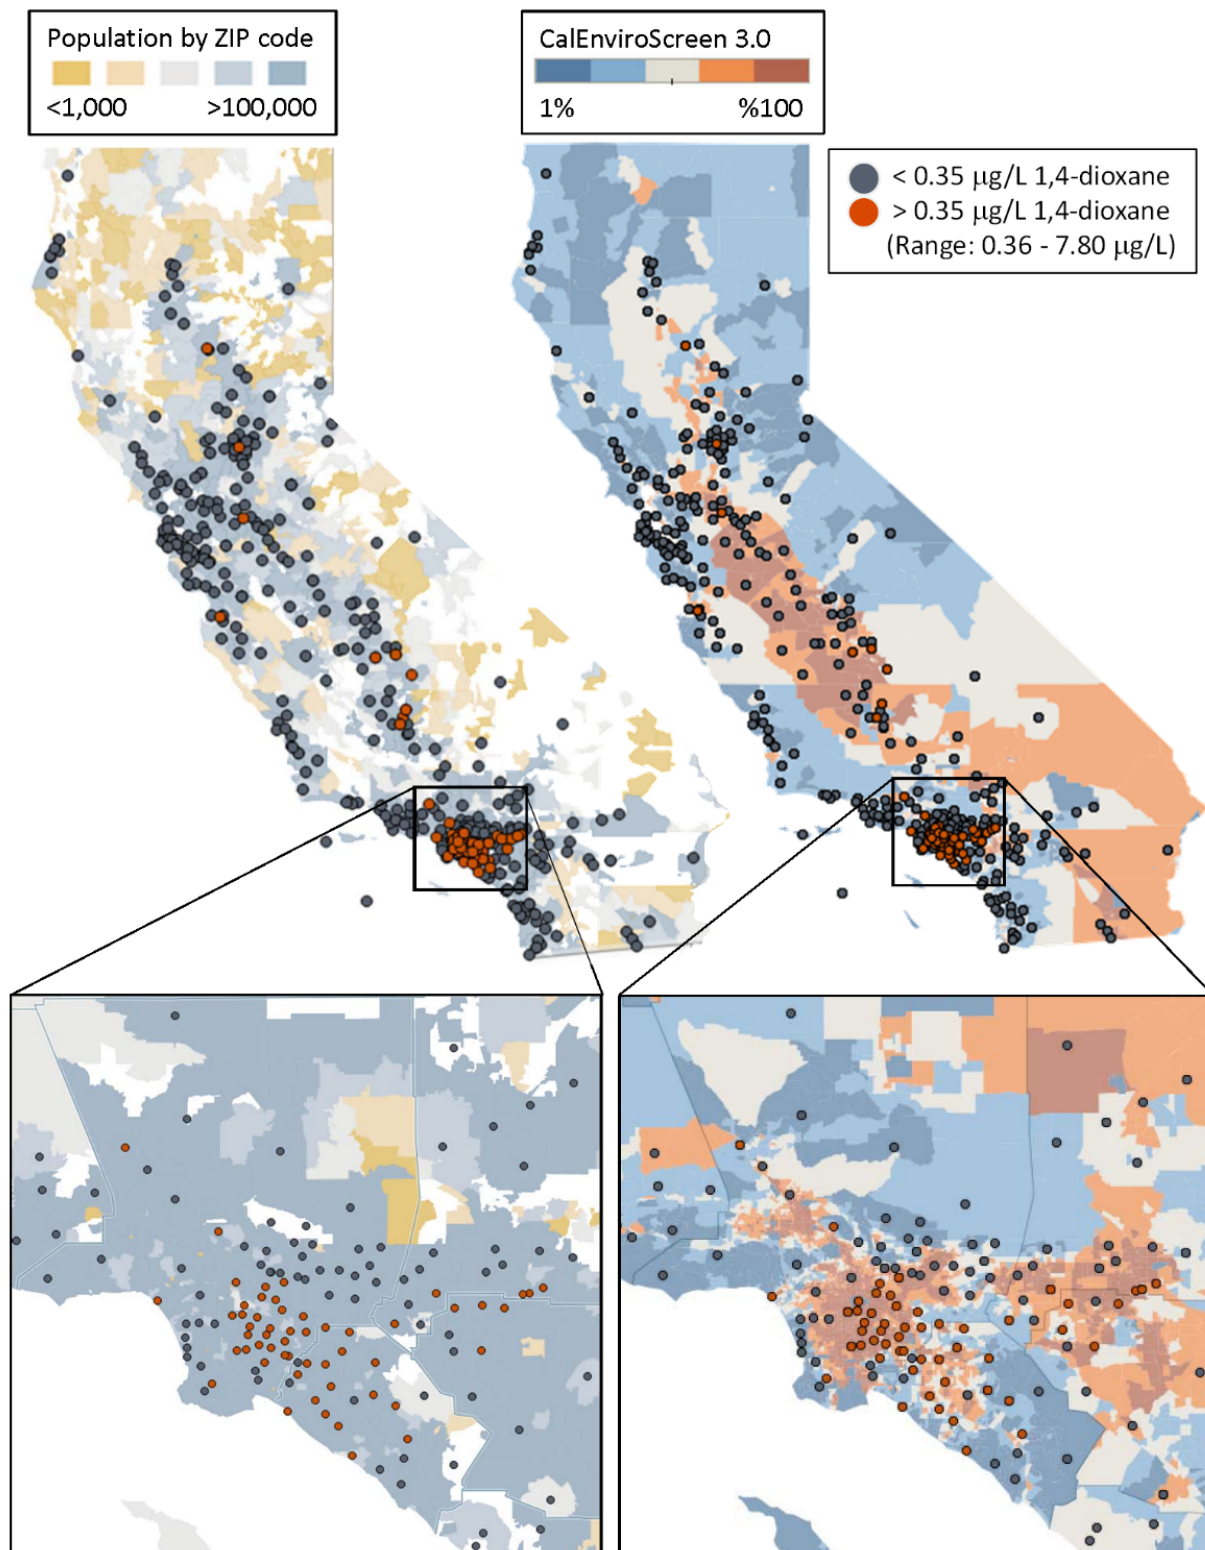 Population by ZIP code
<1,000 >100,000
CalEnviroScreen 3.0
1% %100
< 0.35 μg/L 1,4-dioxane
> 0.35 μg/L 1,4-dioxane
(Range: 0.36 - 7.80 μg/L)